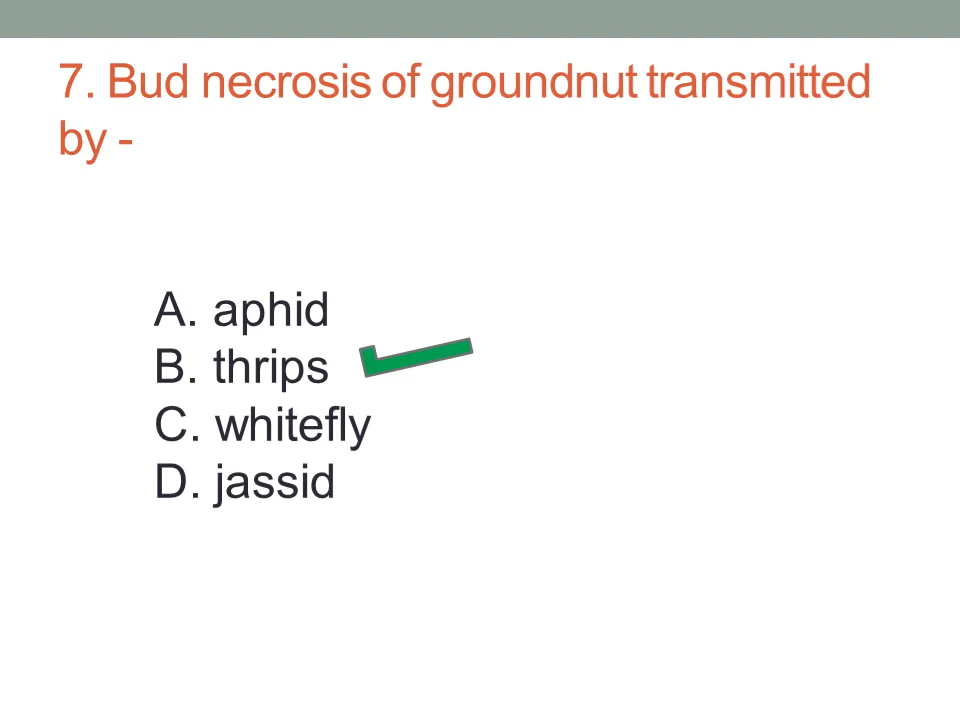 7. Bud necrosis of groundnut transmitted
by -
A. aphid
B. thrips
C. whitefly
D. jassid